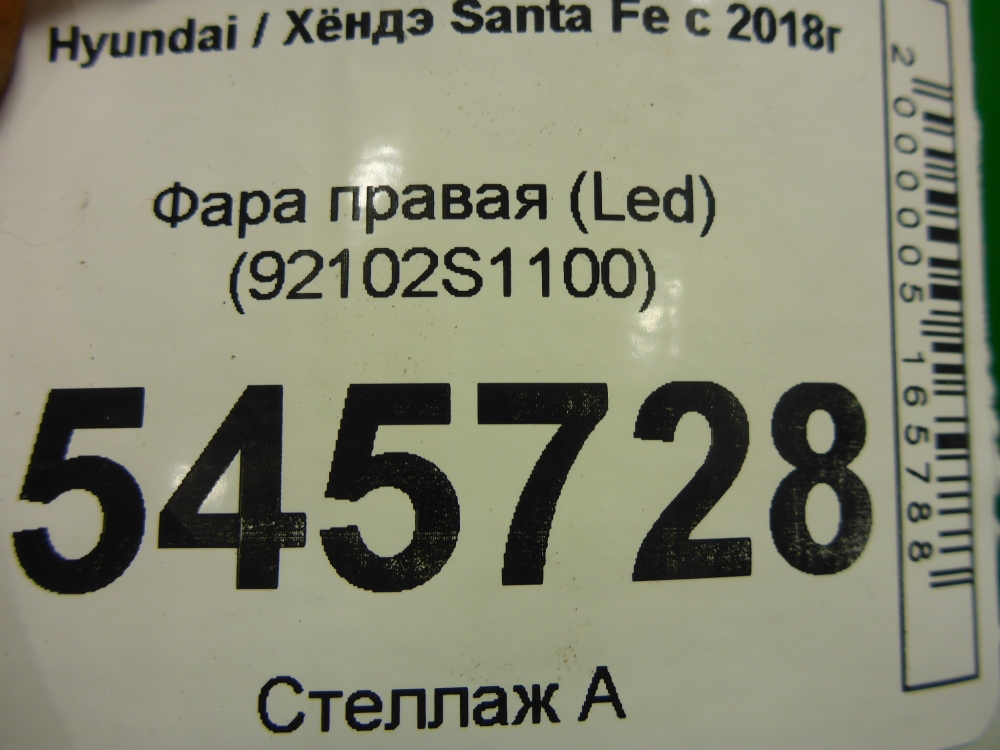 Hyundai / Хёндэ Santa Fe с 2018г
Фара правая (Led)
(92102S1100)
545728
Стеллаж А
2000005165788